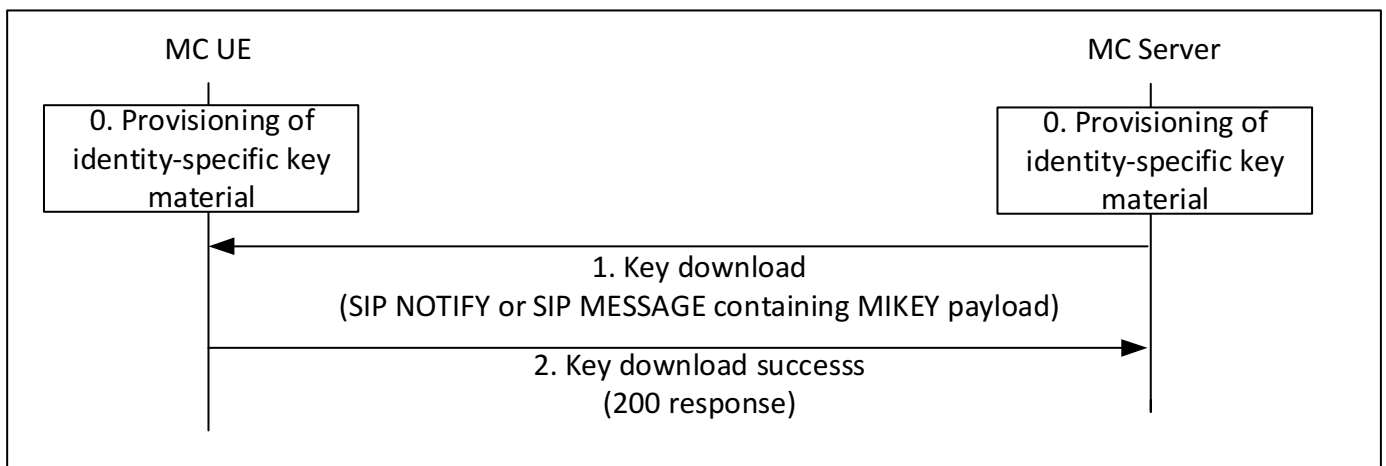 MC UE
MC Server
0. Provisioning of
identity-specific key
material
0. Provisioning of
identity-specific key
material
1. Key download
(SIP NOTIFY or SIP MESSAGE containing MIKEY payload)
2. Key download successs
(200 response)